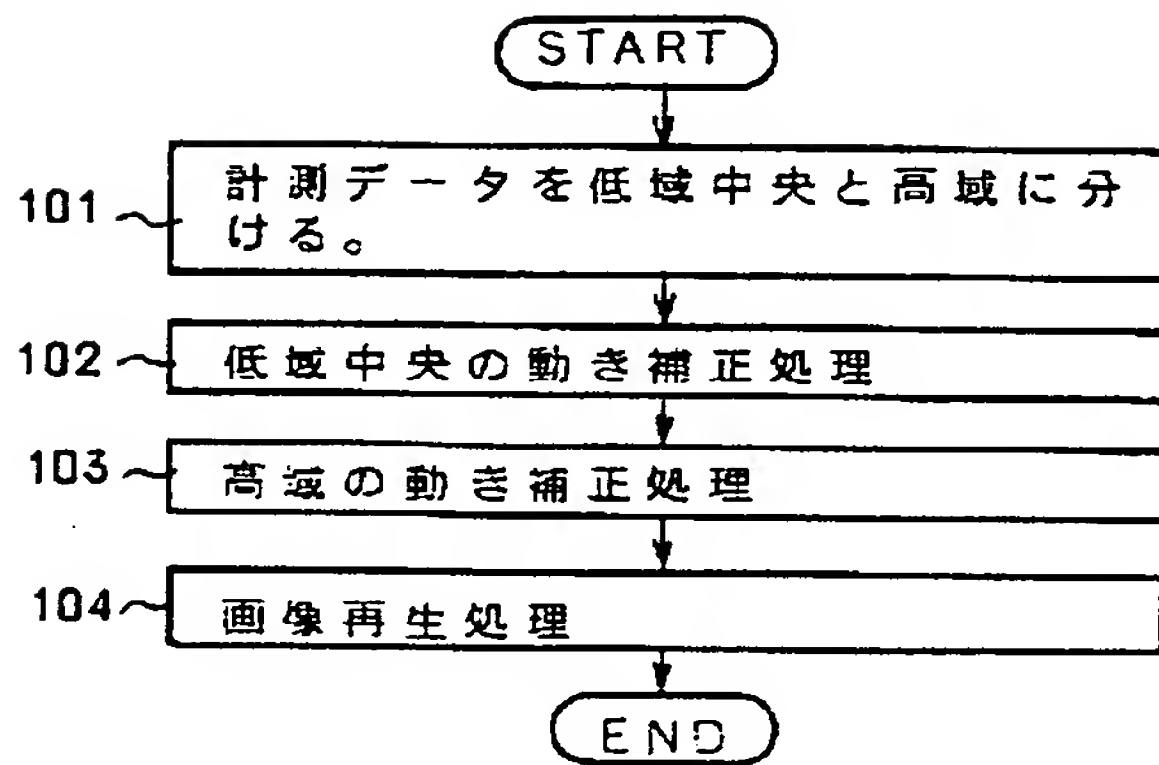 START
101
計測データを低域中央と高域に分
ける。
102
低域中央の動き補正処理
103
高域の動き補正処理
104
画像再生処理
END